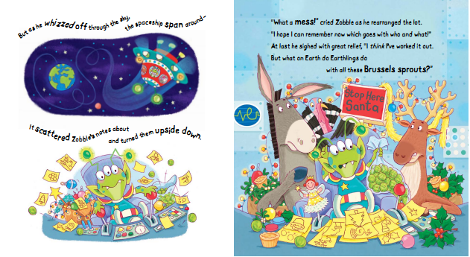 But as he whizzed off through the sky,
the spaceship span around–
It scattered Zobble's notes about
and turned them upside down.
"What a mess!" cried Zobble as he rearranged the lot.
"I hope I can remember now which goes with who and what!"
At last he sighed with great relief, "I think I've worked it out.
But what on Earth do Earthlings do
with all these Brussels sprouts?"
Stop Here
Santa